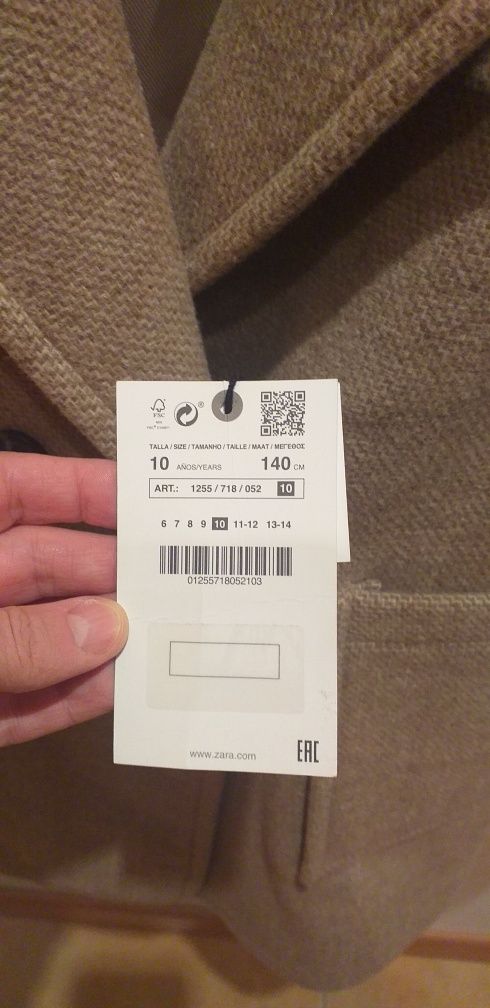 FSC
®
TALLA / SIZE / TAMANHO / TAILLE / MAAT / ΜΕΓΕΘΟΣ
10 AÑOS/YEARS 140 CM
ART.: 1255 / 718 / 052 10
6 7 8 9 10 11-12 13-14
01255718052103
www.zara.com
EAC